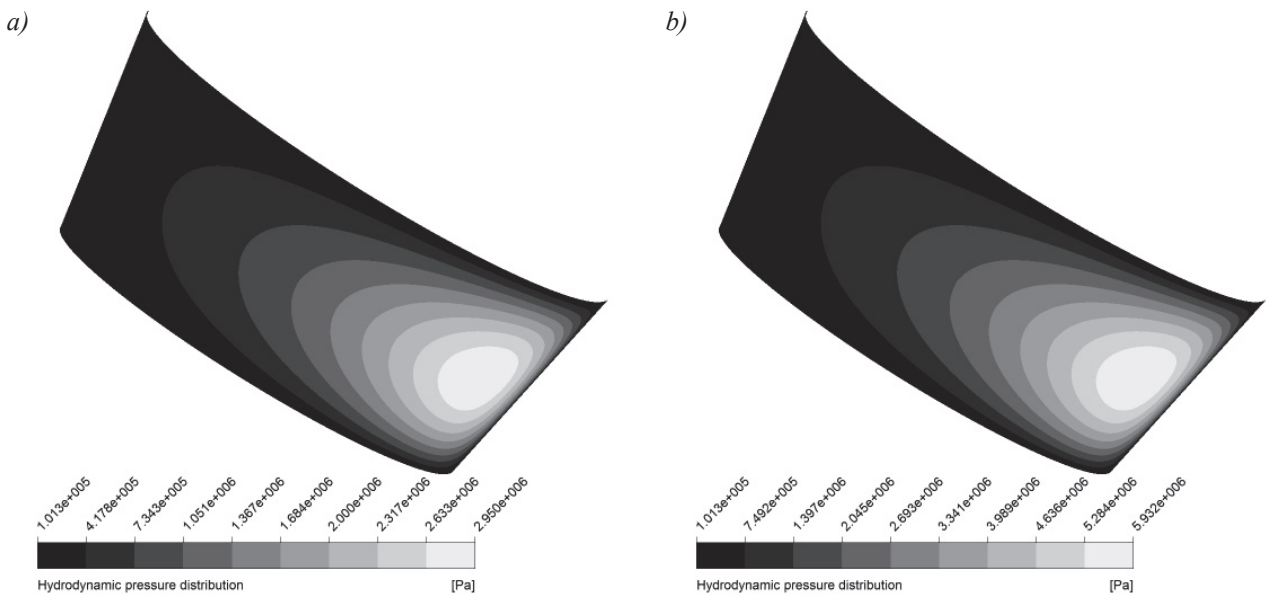 a)
b)
1.013e+005
4.178e+005
7.343e+005
1.051e+006
1.367e+006
1.684e+006
2.000e+006
2.317e+006
2.633e+006
2.950e+006
Hydrodynamic pressure distribution [Pa]
1.013e+005
7.492e+005
1.397e+006
2.045e+006
2.693e+006
3.341e+006
3.989e+006
4.636e+006
5.284e+006
5.932e+006
Hydrodynamic pressure distribution [Pa]